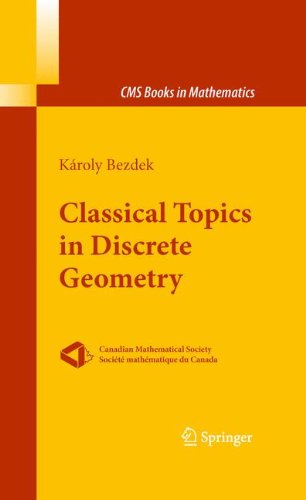 CMS Books in Mathematics
Károly Bezdek
Classical Topics
in Discrete
Geometry
Canadian Mathematical Society
Société mathématique du Canada
Springer